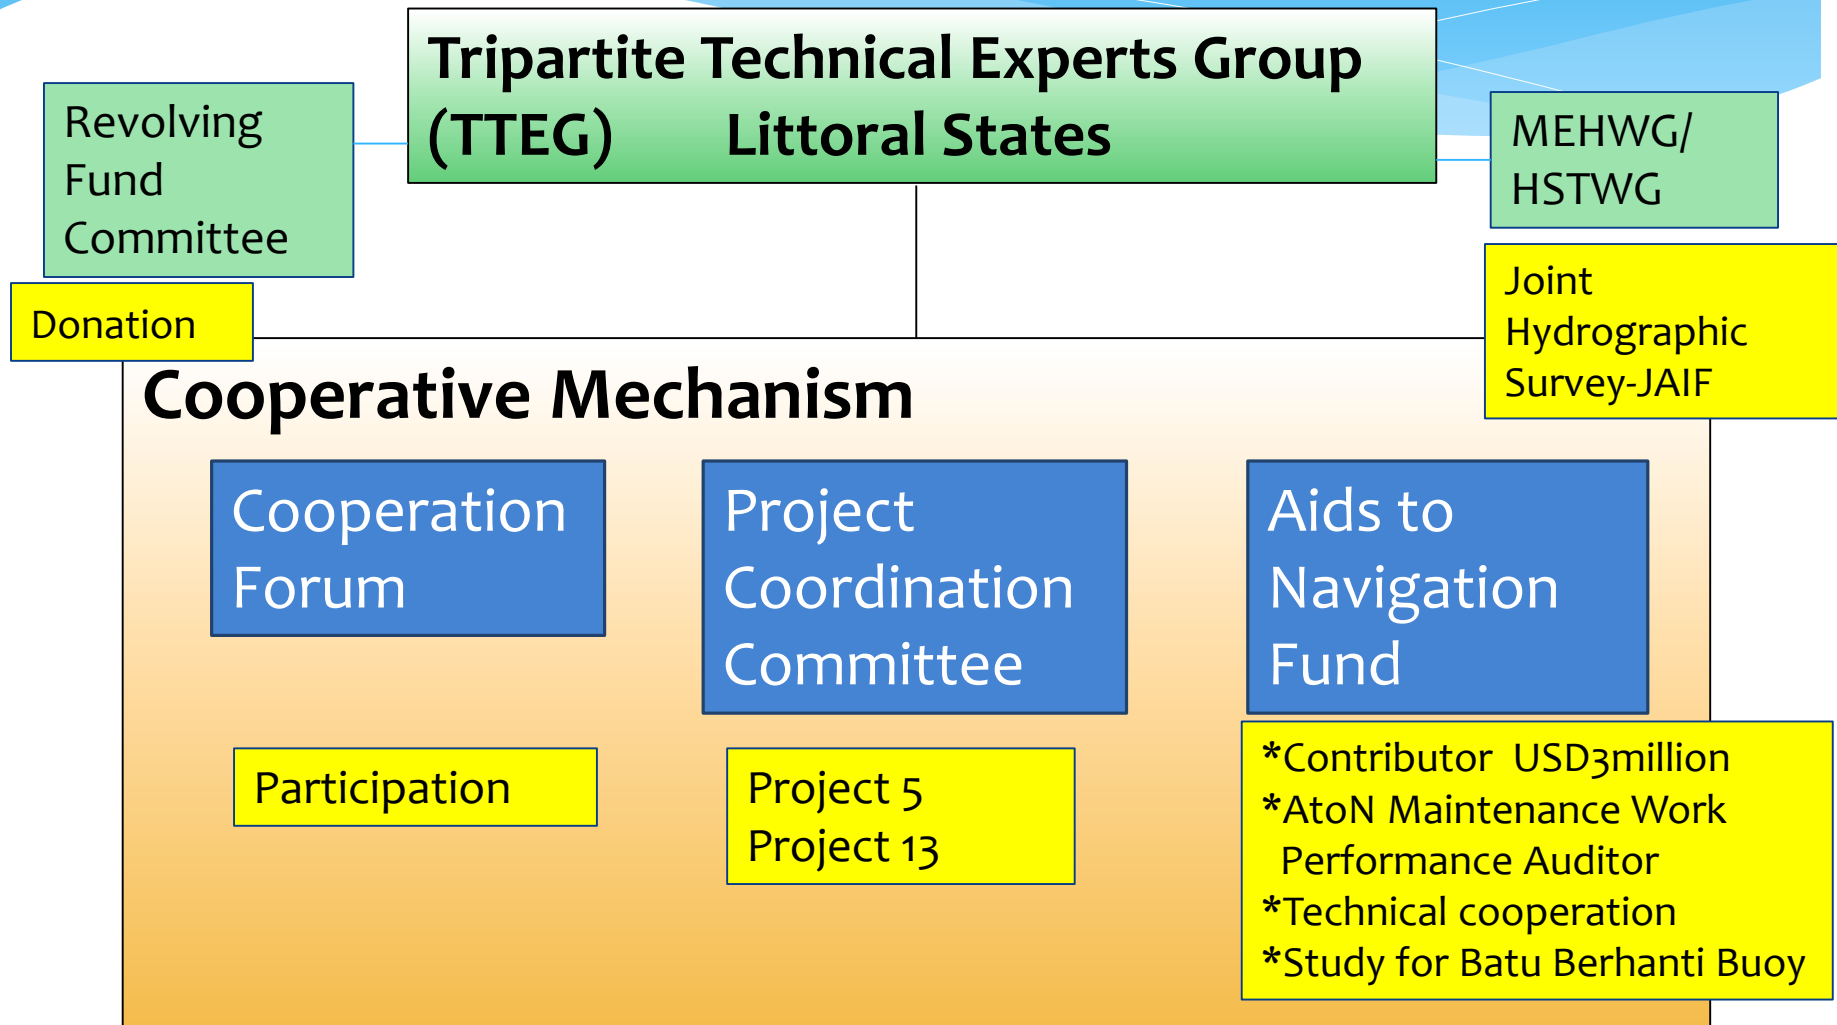 Tripartite Technical Experts Group
(TTEG) Littoral States
Revolving
Fund
Committee
MEHWG/
HSTWG
Donation
Joint
Hydrographic
Survey-JAIF
Cooperative Mechanism
Cooperation
Forum
Project
Coordination
Committee
Aids to
Navigation
Fund
Participation
Project 5
Project 13
*Contributor USD3million
*AtoN Maintenance Work
Performance Auditor
*Technical cooperation
*Study for Batu Berhanti Buoy